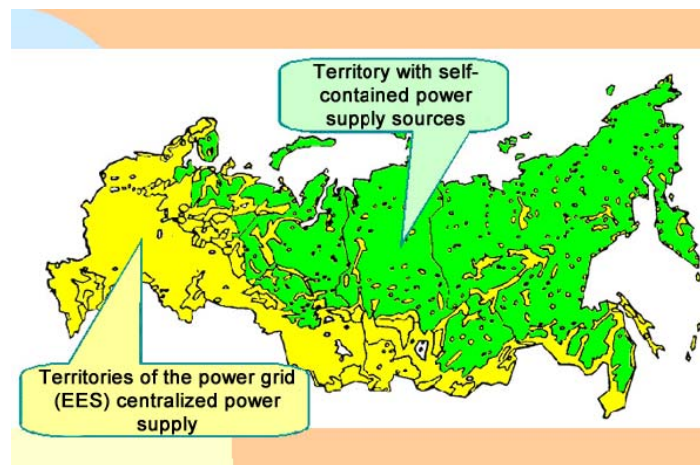 Territory with self-
contained power
supply sources
Territories of the power grid
(EES) centralized power
supply